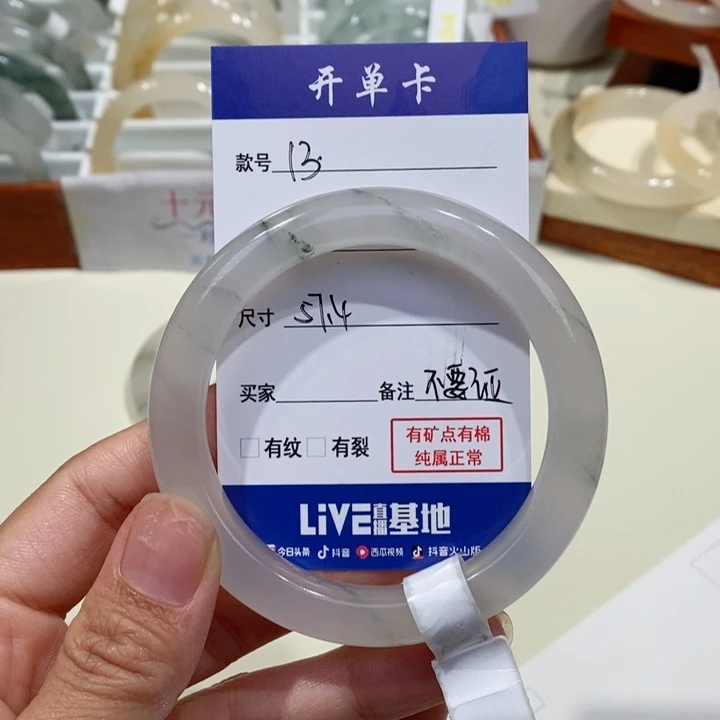 开单卡
款号 13.
尺寸 57.4
买家 备注 不要证
有纹 有裂
有矿点有棉
纯属正常
LiVE直播基地
今日头条 抖音 西瓜视频 抖音火山版
十元